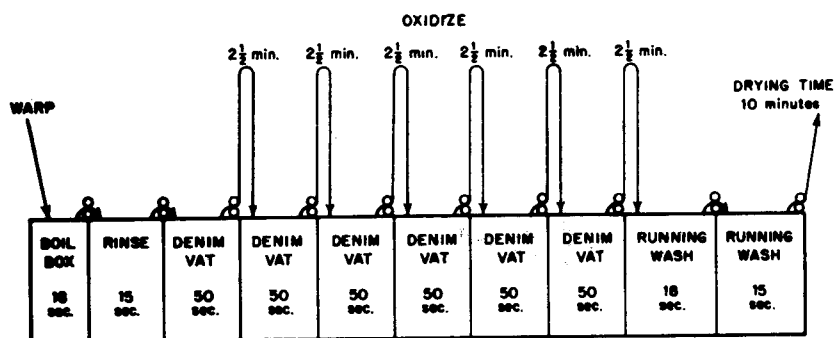 OXIDIZE
2½ min. 2½ min. 2½ min. 2½ min. 2½ min. 2½ min.
DRYING TIME
10 minutes
WARP
BOIL BOX
18 sec.
RINSE
15 sec.
DENIM VAT
50 sec.
DENIM VAT
50 sec.
DENIM VAT
50 sec.
DENIM VAT
50 sec.
DENIM VAT
50 sec.
DENIM VAT
50 sec.
RUNNING WASH
18 sec.
RUNNING WASH
15 sec.